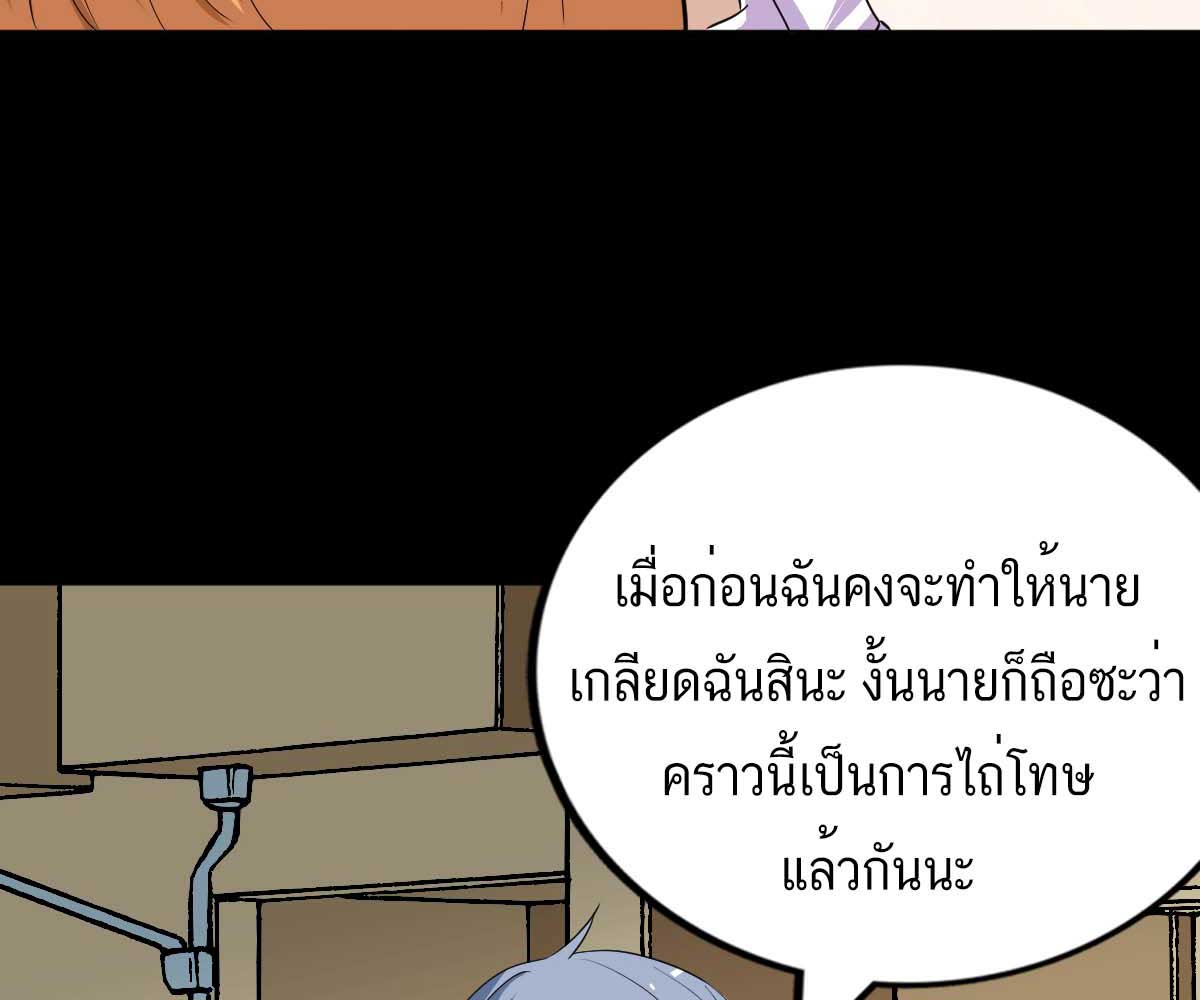 เมื่อก่อนฉันคงจะทำให้นาย
เกลียดฉันสินะ งั้นนายก็ถือซะว่า
คราวนี้เป็นการไถ่โทษ
แล้วกันนะ